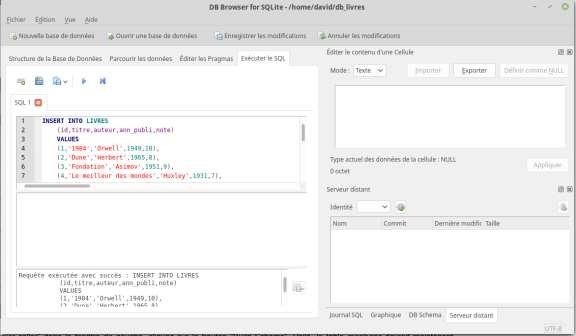 DB Browser for SQLite - /home/david/db_livres
Fichier Edition Vue Aide
Nouvelle base de données Ouvrir une base de données Enregistrer les modifications Annuler les modifications
Structure de la Base de Données Parcourir les données Éditer les Pragmas Exécuter le SQL
SQL 1
1 INSERT INTO LIVRES
2 (id,titre,auteur,ann_publi,note)
3 VALUES
4 (1,'1984','Orwell',1949,10),
5 (2,'Dune','Herbert',1965,8),
6 (3,'Fondation','Asimov',1951,9),
7 (4,'Le meilleur des mondes','Huxley',1931,7),
Requête exécutée avec succès : INSERT INTO LIVRES
(id,titre,auteur,ann_publi,note)
VALUES
(1,'1984','Orwell',1949,10),
(2,'Dune','Herbert',1965,8),
Éditer le contenu d'une Cellule
Mode : Texte Importer Exporter Définir comme NULL
Type actuel des données de la cellule : NULL
0 octet
Appliquer
Serveur distant
Identité
Nom Commit Dernière modific Taille
Journal SQL Graphique DB Schema Serveur distant
UTF-8